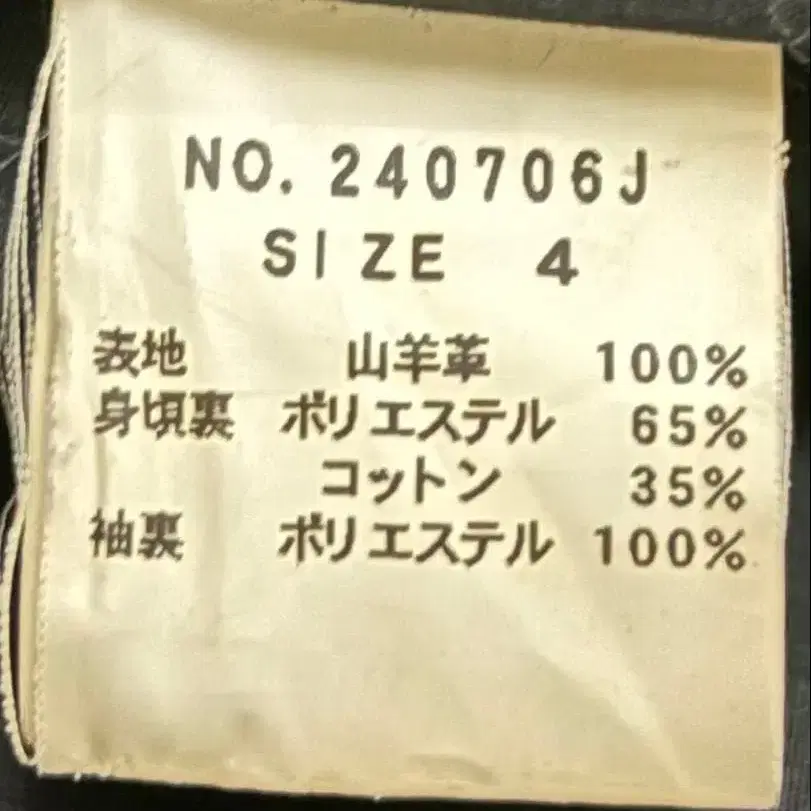 NO. 240706J
SIZE 4
表地 山羊革 100%
身頃裏 ポリエステル 65%
コットン 35%
袖裏 ポリエステル 100%